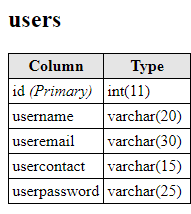 users
Column Type
id (Primary) int(11)
username varchar(20)
useremail varchar(30)
usercontact varchar(15)
userpassword varchar(25)